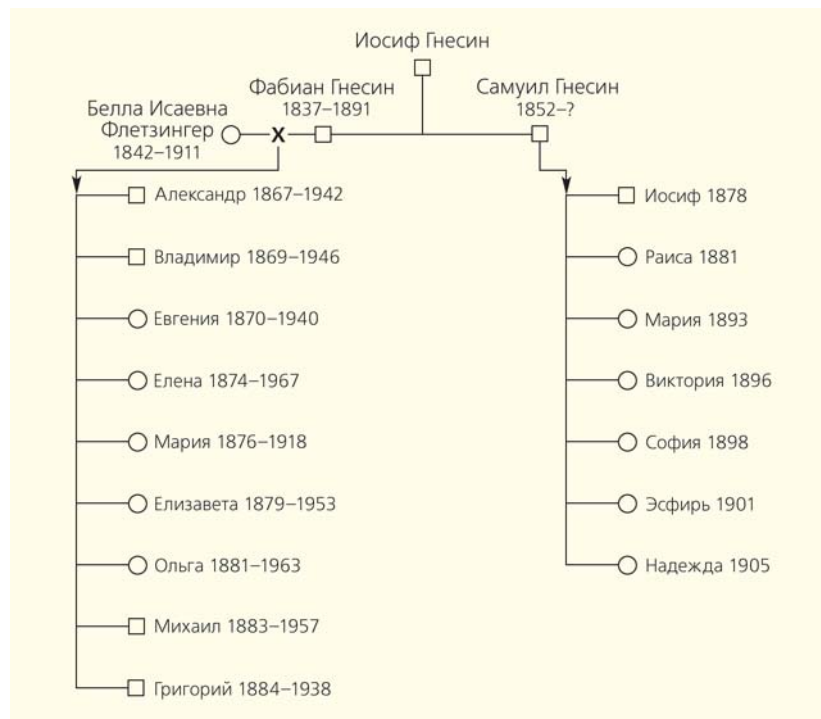 Иосиф Гнесин
Фабиан Гнесин
1837–1891
Самуил Гнесин
1852–?
Белла Исаевна
Флетзингер
1842–1911
X
Александр 1867–1942
Владимир 1869–1946
Евгения 1870–1940
Елена 1874–1967
Мария 1876–1918
Елизавета 1879–1953
Ольга 1881–1963
Михаил 1883–1957
Григорий 1884–1938
Иосиф 1878
Раиса 1881
Мария 1893
Виктория 1896
София 1898
Эсфирь 1901
Надежда 1905